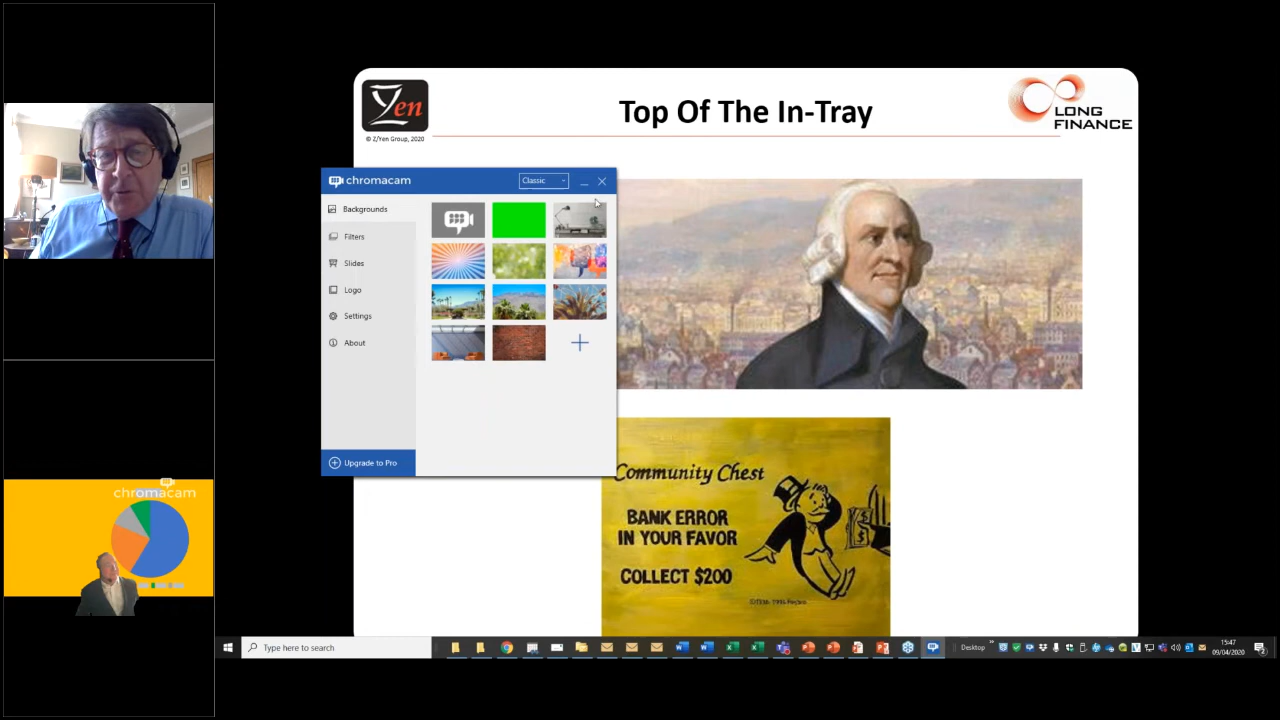 Z/Yen
© Z/Yen Group, 2020
Top Of The In-Tray
LONG
FINANCE
chromacam
Classic
Backgrounds
Filters
Slides
Logo
Settings
About
Upgrade to Pro
Community Chest
BANK ERROR
IN YOUR FAVOR
COLLECT $200
chromacam
Type here to search
Desktop
15:47
09/04/2020